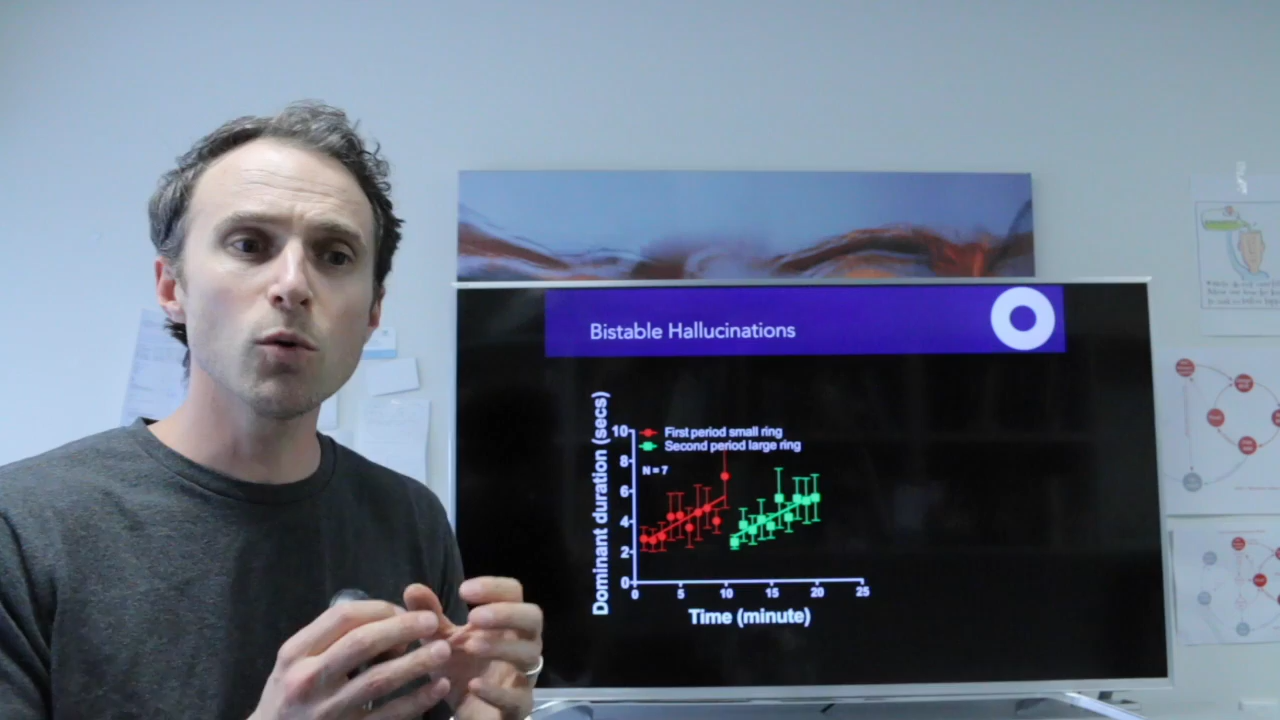 Bistable Hallucinations
Dominant duration (secs)
10
8
6
4
2
0
First period small ring
Second period large ring
N = 7
0 5 10 15 20 25
Time (minute)